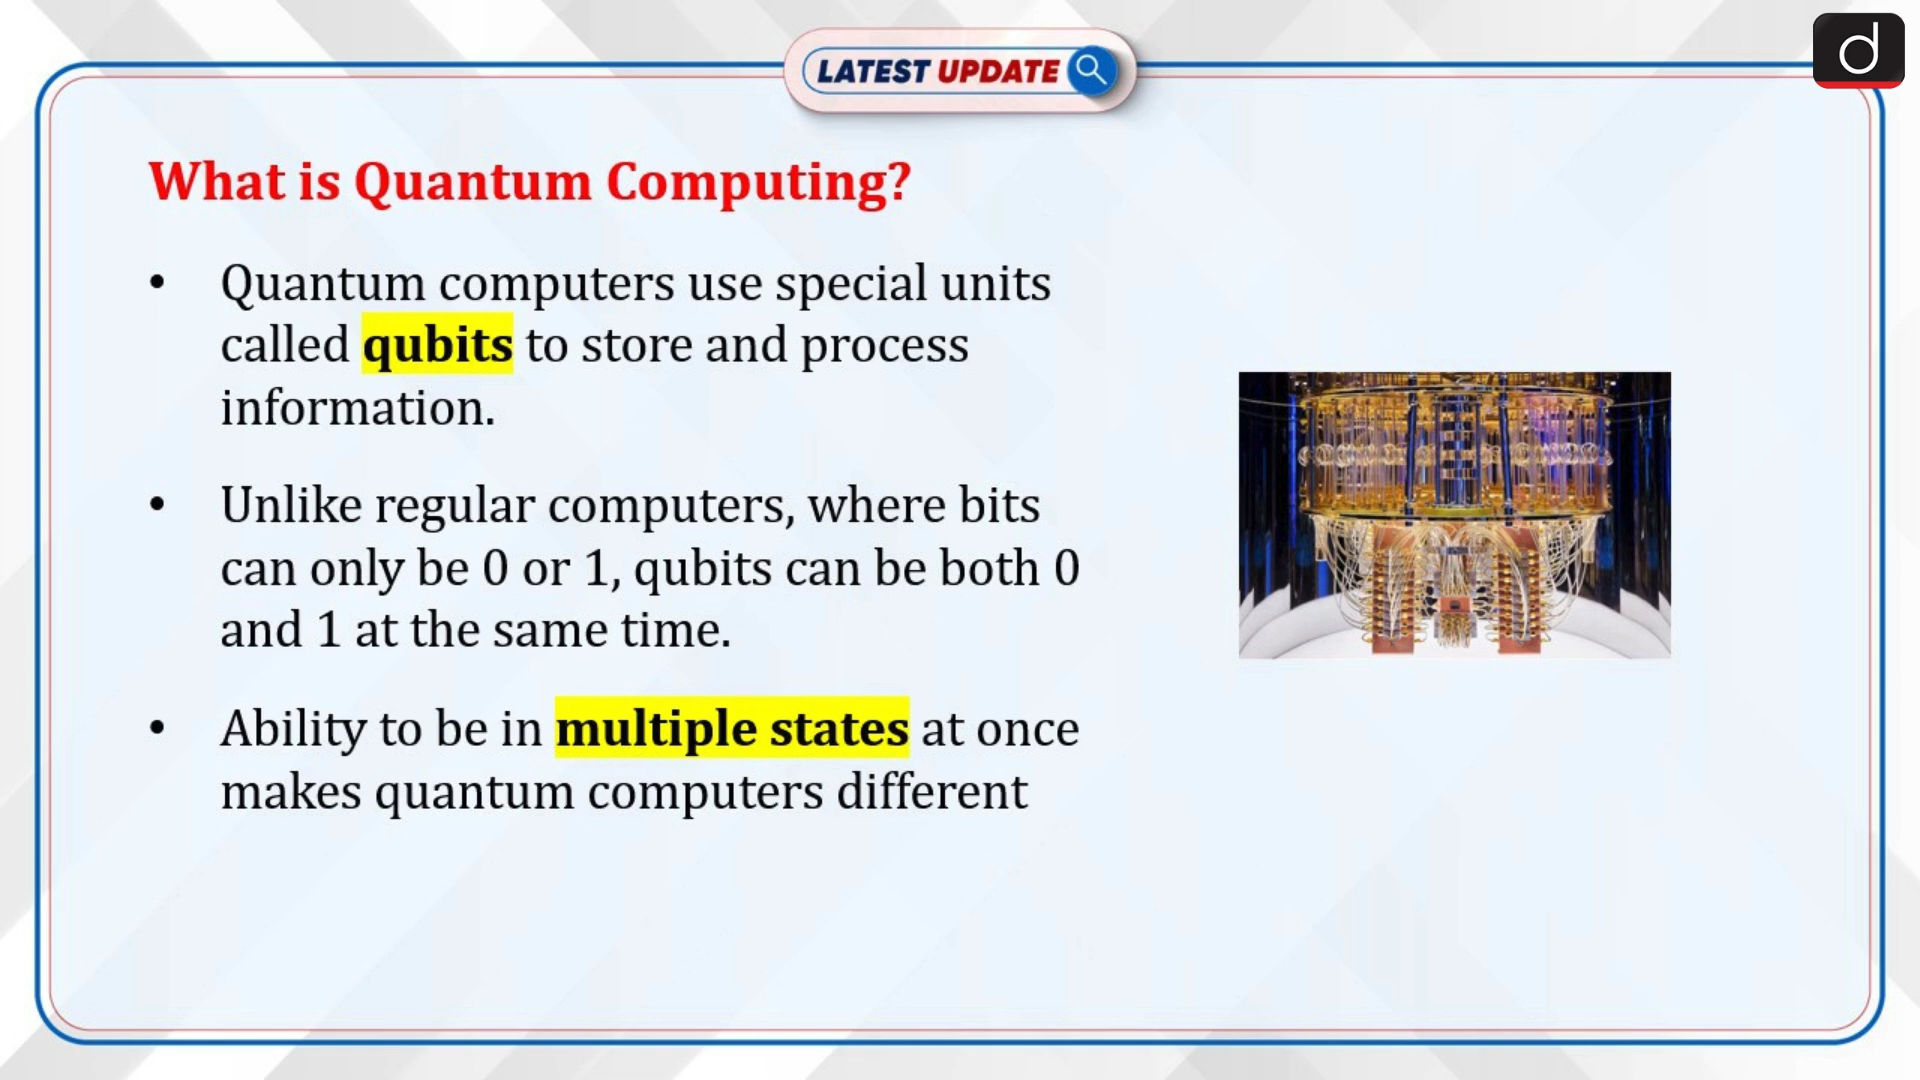 LATEST UPDATE
d
What is Quantum Computing?
• Quantum computers use special units
called qubits to store and process
information.
• Unlike regular computers, where bits
can only be 0 or 1, qubits can be both 0
and 1 at the same time.
• Ability to be in multiple states at once
makes quantum computers different